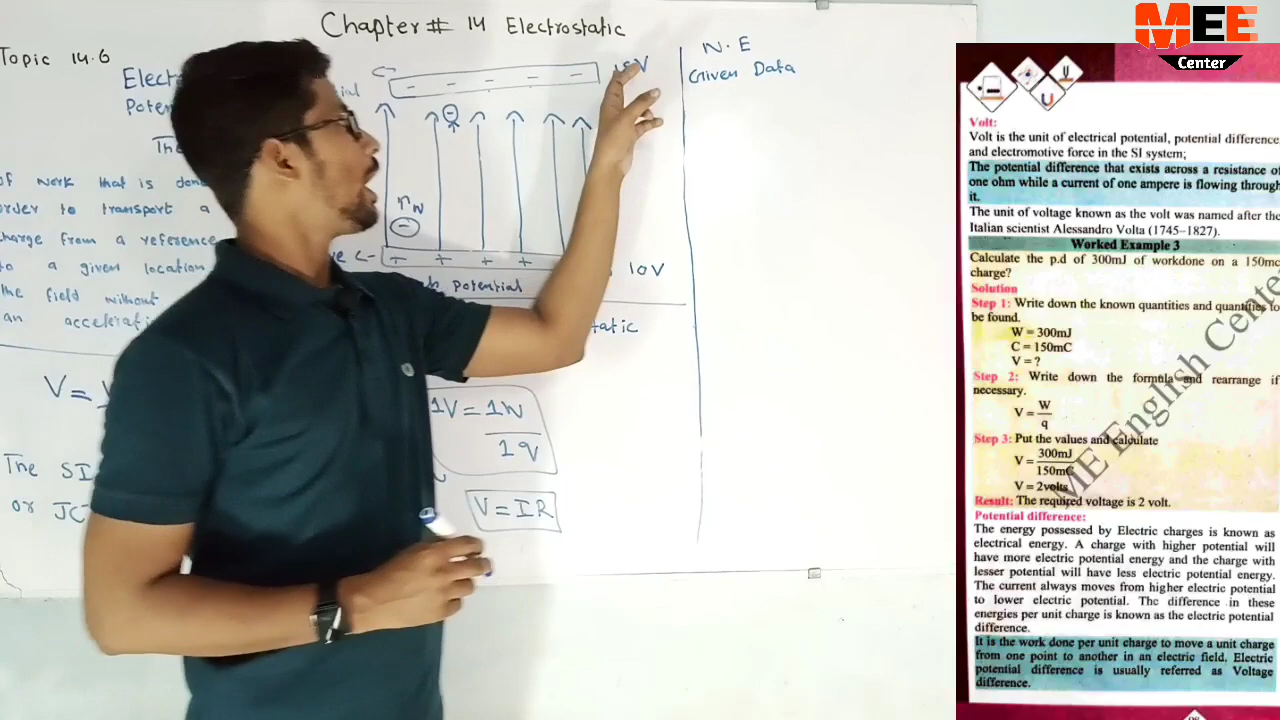 Chapter # 14 Electrostatic
Topic 14.6
N.E
Given Data
of work that is done
order to transport a
charge from a reference
to a given location
the field without
an
10V
potential
V=
The SI
or JC
1V = 1W
1q
V = IR
MEE
Center
Volt:
Volt is the unit of electrical potential, potential difference
and electromotive force in the SI system;
The potential difference that exists across a resistance of
one ohm while a current of one ampere is flowing through
it.
The unit of voltage known as the volt was named after the
Italian scientist Alessandro Volta (1745–1827).
Worked Example 3
Calculate the p.d of 300mJ of workdone on a 150mc
charge?
Solution
Step 1: Write down the known quantities and quantities to
be found.
W = 300mJ
C = 150mC
V = ?
Step 2: Write down the formula and rearrange if
necessary.
V = W
q
Step 3: Put the values and calculate
V = 300mJ
150mC
V = 2volts
Result: The required voltage is 2 volt.
Potential difference:
The energy possessed by Electric charges is known as
electrical energy. A charge with higher potential will
have more electric potential energy and the charge with
lesser potential will have less electric potential energy.
The current always moves from higher electric potential
to lower electric potential. The difference in these
energies per unit charge is known as the electric potential
difference.
It is the work done per unit charge to move a unit charge
from one point to another in an electric field. Electric
potential difference is usually referred as Voltage
difference.
ME English Center